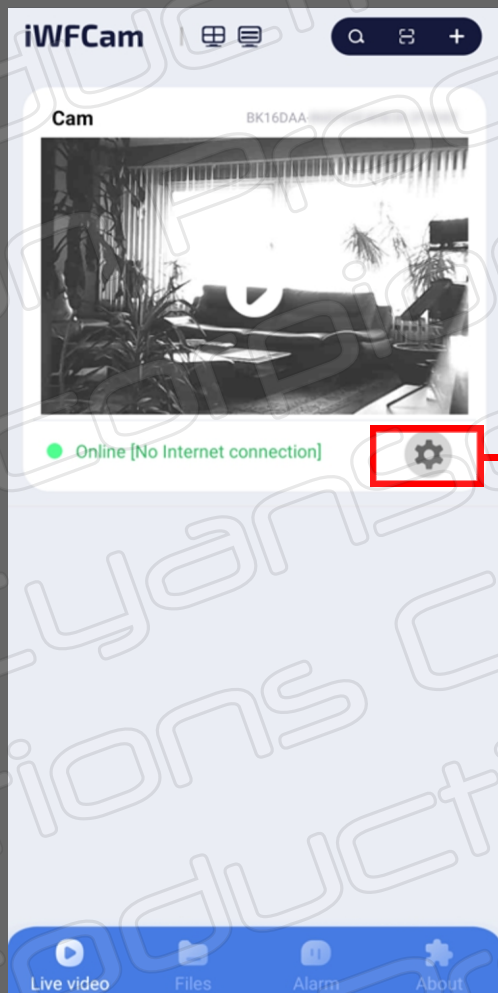 iWFCam
Cam
BK16DAA
Online [No Internet connection]
Live video
Files
Alarm
About